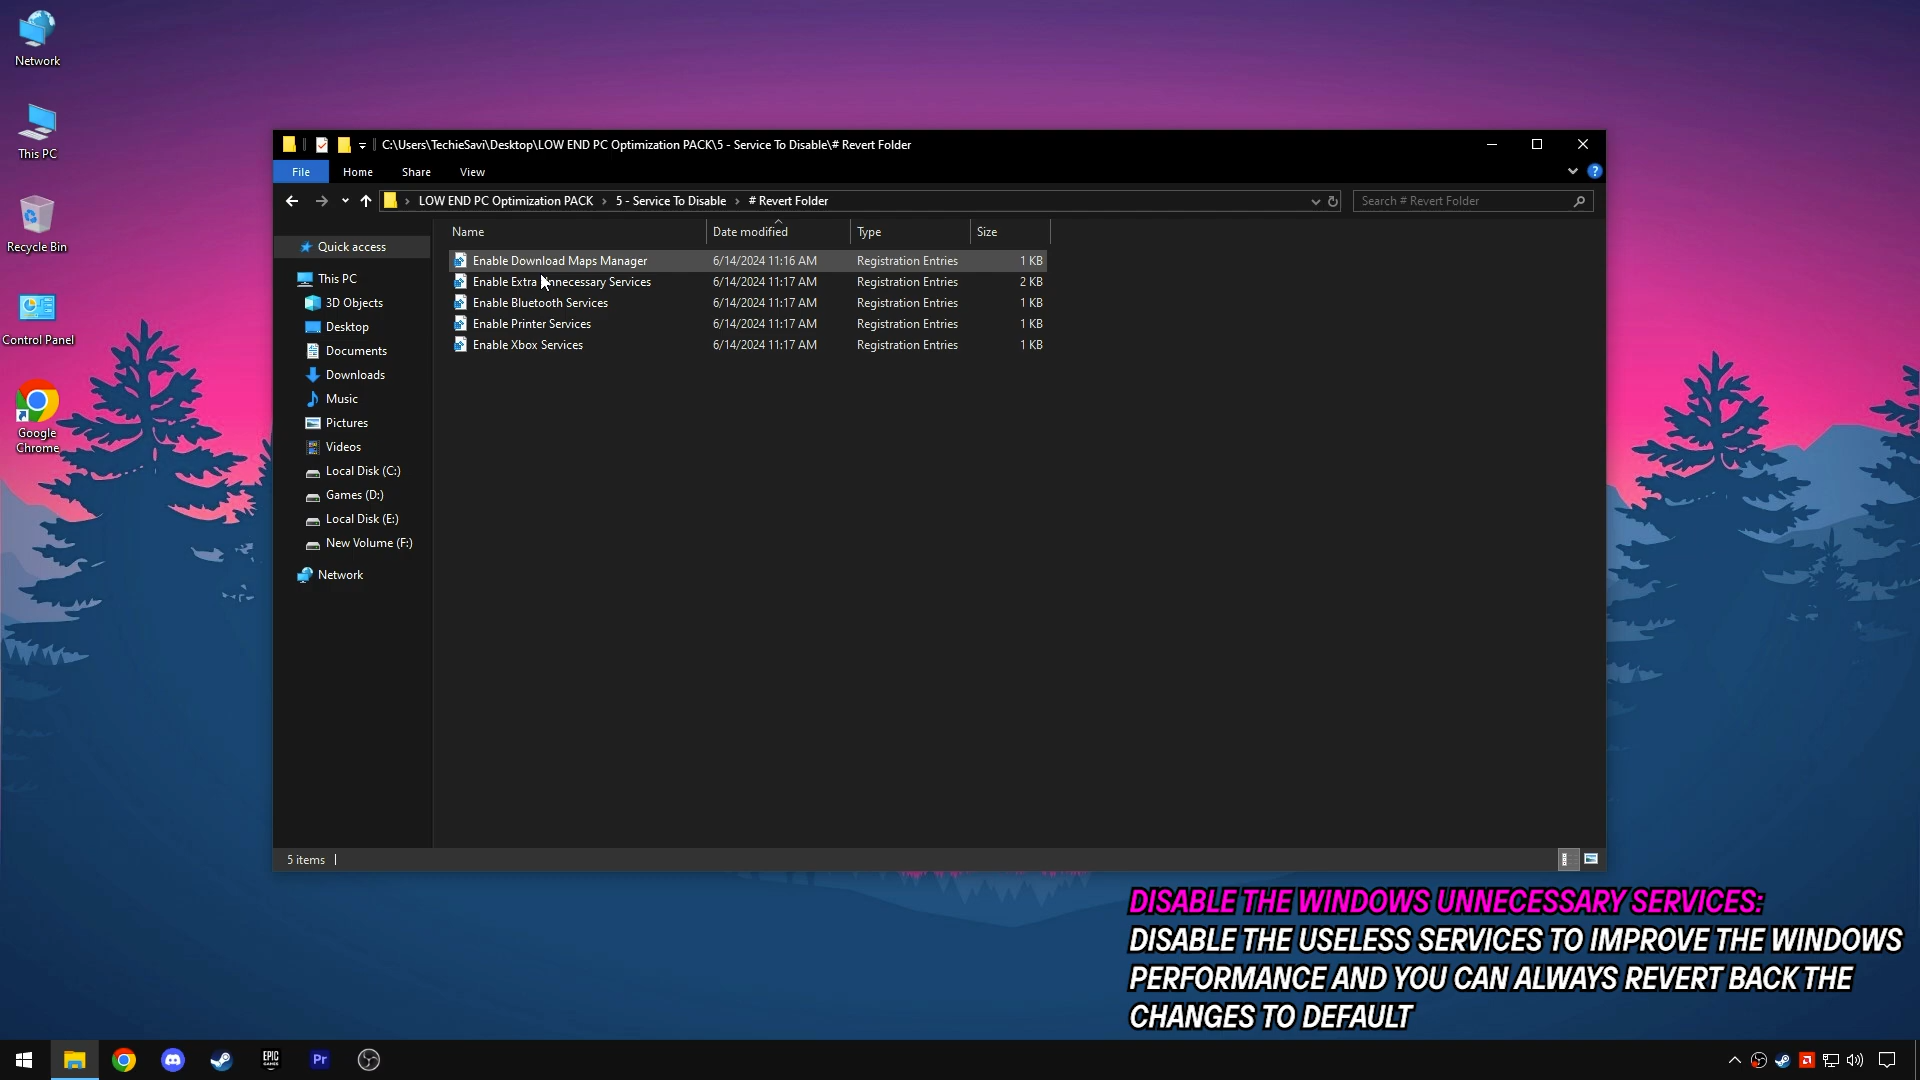 Network
This PC
Recycle Bin
Control Panel
Google
Chrome
C:\Users\TechieSavi\Desktop\LOW END PC Optimization PACK\5 - Service To Disable\# Revert Folder
File Home Share View
LOW END PC Optimization PACK > 5 - Service To Disable > # Revert Folder
Search # Revert Folder
Name Date modified Type Size
Enable Download Maps Manager 6/14/2024 11:16 AM Registration Entries 1 KB
Enable Extra nnecessary Services 6/14/2024 11:17 AM Registration Entries 2 KB
Enable Bluetooth Services 6/14/2024 11:17 AM Registration Entries 1 KB
Enable Printer Services 6/14/2024 11:17 AM Registration Entries 1 KB
Enable Xbox Services 6/14/2024 11:17 AM Registration Entries 1 KB
Quick access
This PC
3D Objects
Desktop
Documents
Downloads
Music
Pictures
Videos
Local Disk (C:)
Games (D:)
Local Disk (E:)
New Volume (F:)
Network
5 items
DISABLE THE WINDOWS UNNECESSARY SERVICES:
DISABLE THE USELESS SERVICES TO IMPROVE THE WINDOWS
PERFORMANCE AND YOU CAN ALWAYS REVERT BACK THE
CHANGES TO DEFAULT
EPIC
GAMES
Pr